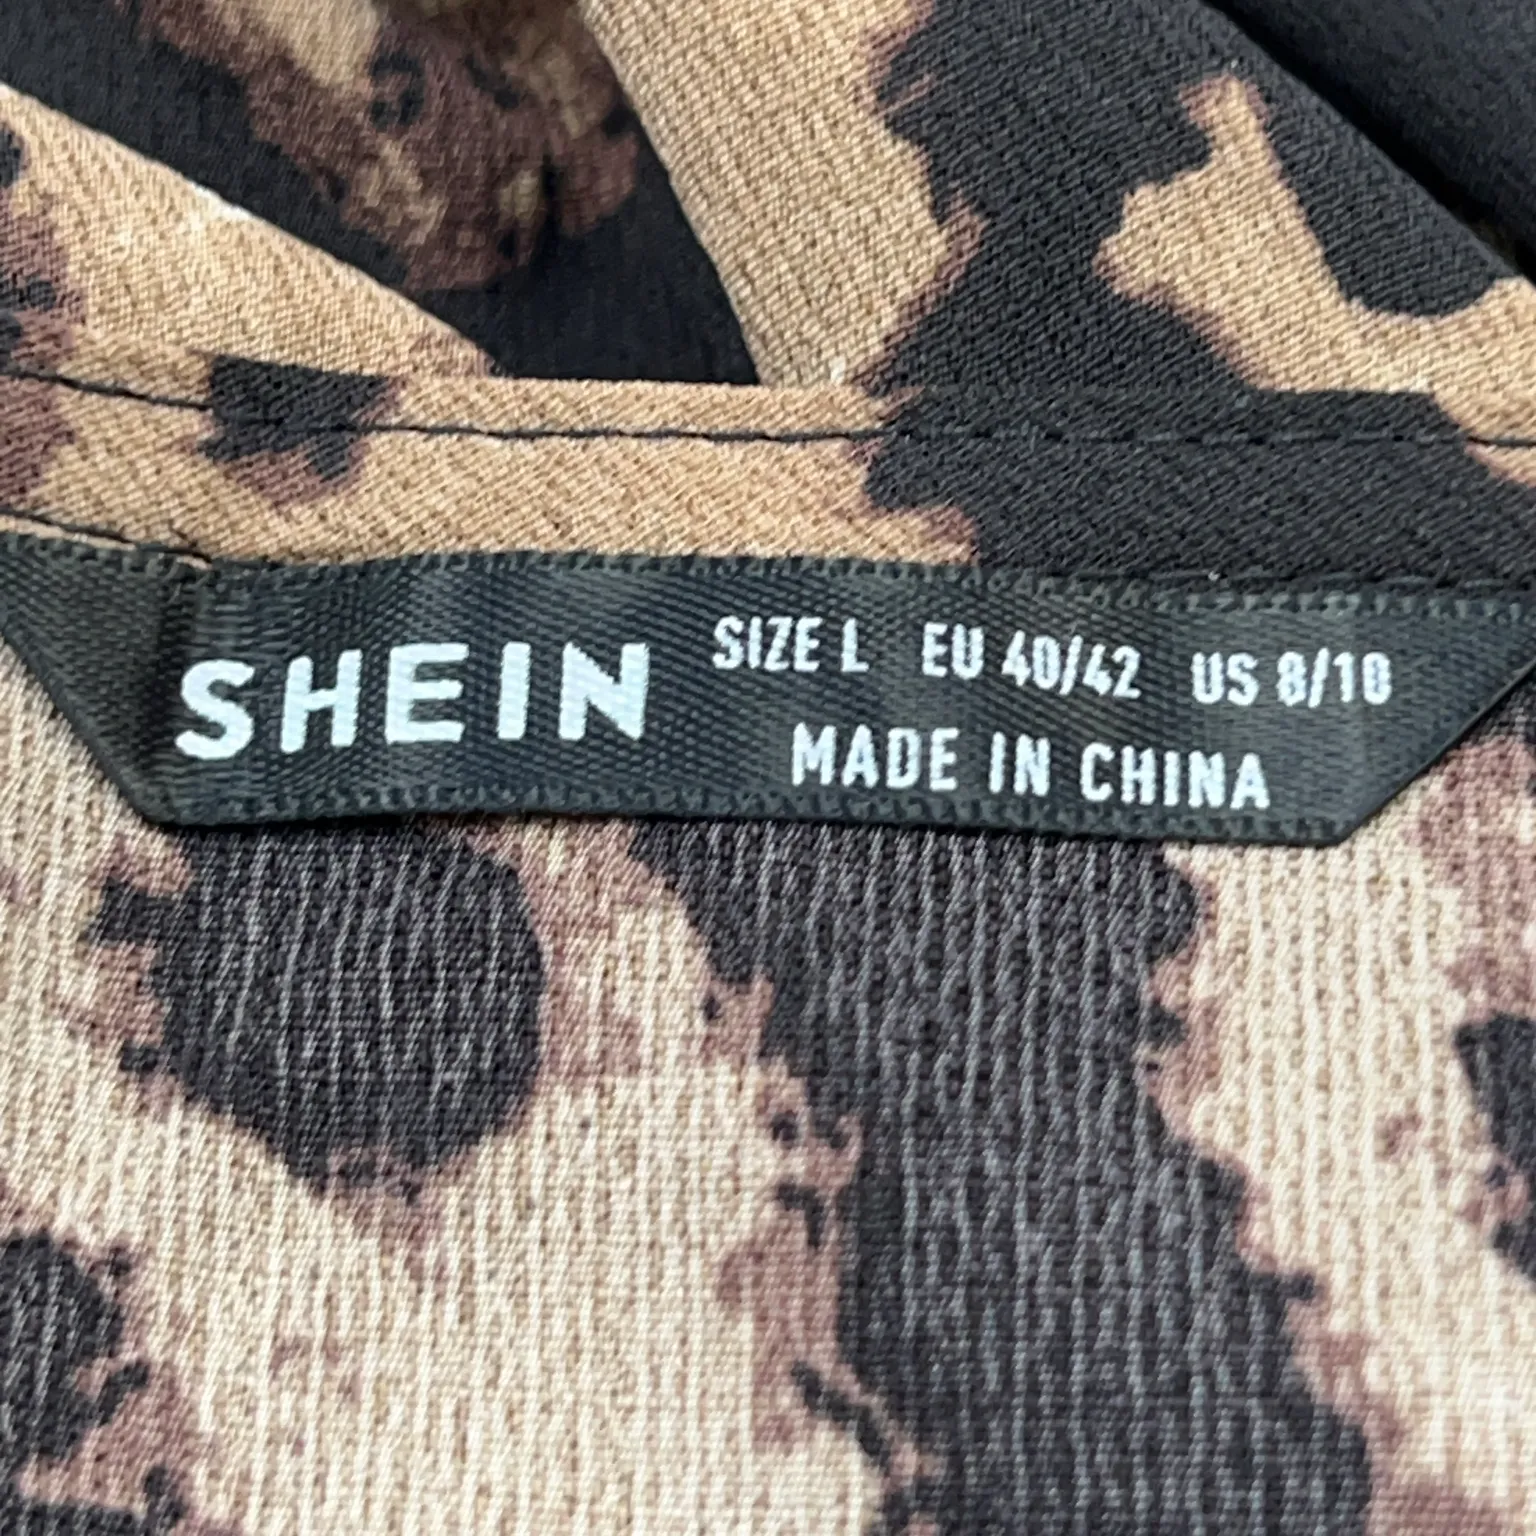 SHEIN
SIZE L EU 40/42 US 8/10
MADE IN CHINA